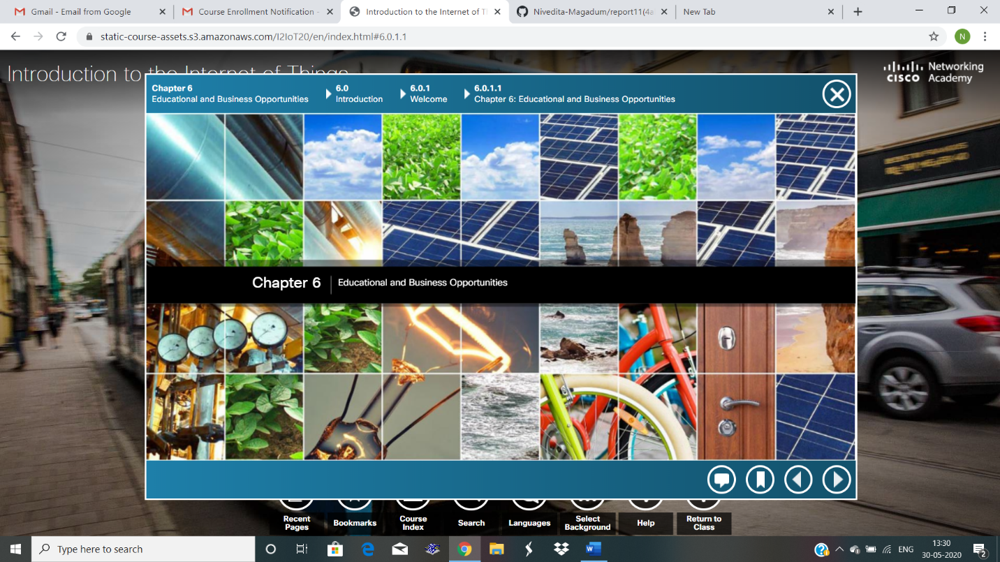 Gmail - Email from Google
Course Enrollment Notification -
Introduction to the Internet of T
Nivedita-Magadum/report11(4a
New Tab
static-course-assets.s3.amazonaws.com/I2IoT20/en/index.html#6.0.1.1
N
Introduction to the Internet of Things
CISCO
Networking
Academy
Chapter 6
Educational and Business Opportunities
6.0
Introduction
6.0.1
Welcome
6.0.1.1
Chapter 6: Educational and Business Opportunities
Chapter 6
Educational and Business Opportunities
Recent
Pages
Bookmarks
Course
Index
Search
Languages
Select
Background
Help
Return to
Class
Type here to search
ENG
13:30
30-05-2020
2